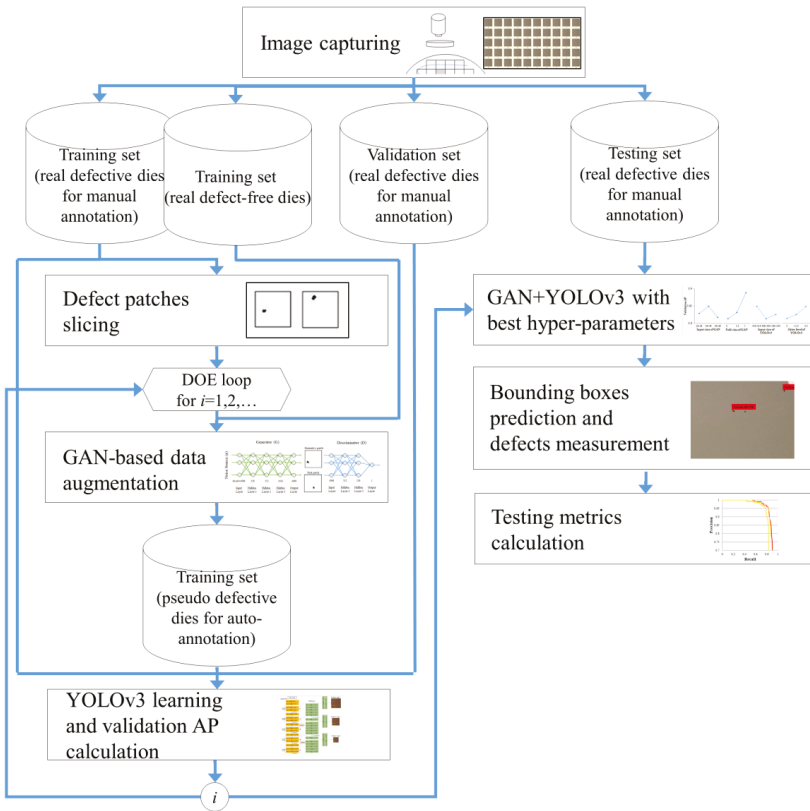 Image capturing
Training set
(real defective dies
for manual
annotation)
Training set
(real defect-free dies)
Validation set
(real defective dies
for manual
annotation)
Testing set
(real defective dies
for manual
annotation)
Defect patches
slicing
DOE loop
for i=1,2,…
GAN-based data
augmentation
Training set
(pseudo defective
dies for auto-
annotation)
YOLOv3 learning
and validation AP
calculation
i
GAN+YOLOv3 with
best hyper-parameters
Bounding boxes
prediction and
defects measurement
Testing metrics
calculation
Precision
Recall